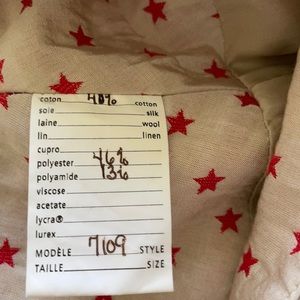 coton 48% cotton
soie silk
laine wool
lin linen
cupro
polyester 46%
polyamide
viscose
acetate
lycra®
lurex
MODÈLE 7109 STYLE
TAILLE SIZE